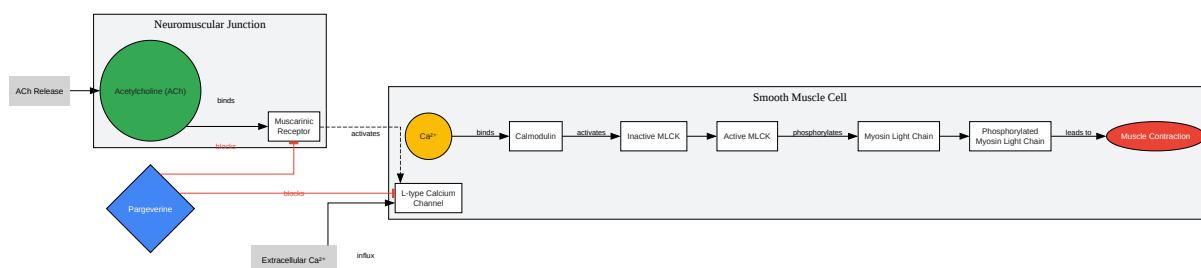 Neuromuscular Junction
ACh Release
Acetylcholine (ACh)
binds
Muscarinic
Receptor
activates
blocks
Pargeverine
blocks
Extracellular Ca²⁺
influx
Smooth Muscle Cell
Ca²⁺
binds
Calmodulin
activates
Inactive MLCK
Active MLCK
phosphorylates
Myosin Light Chain
Phosphorylated
Myosin Light Chain
leads to
Muscle Contraction
L-type Calcium
Channel